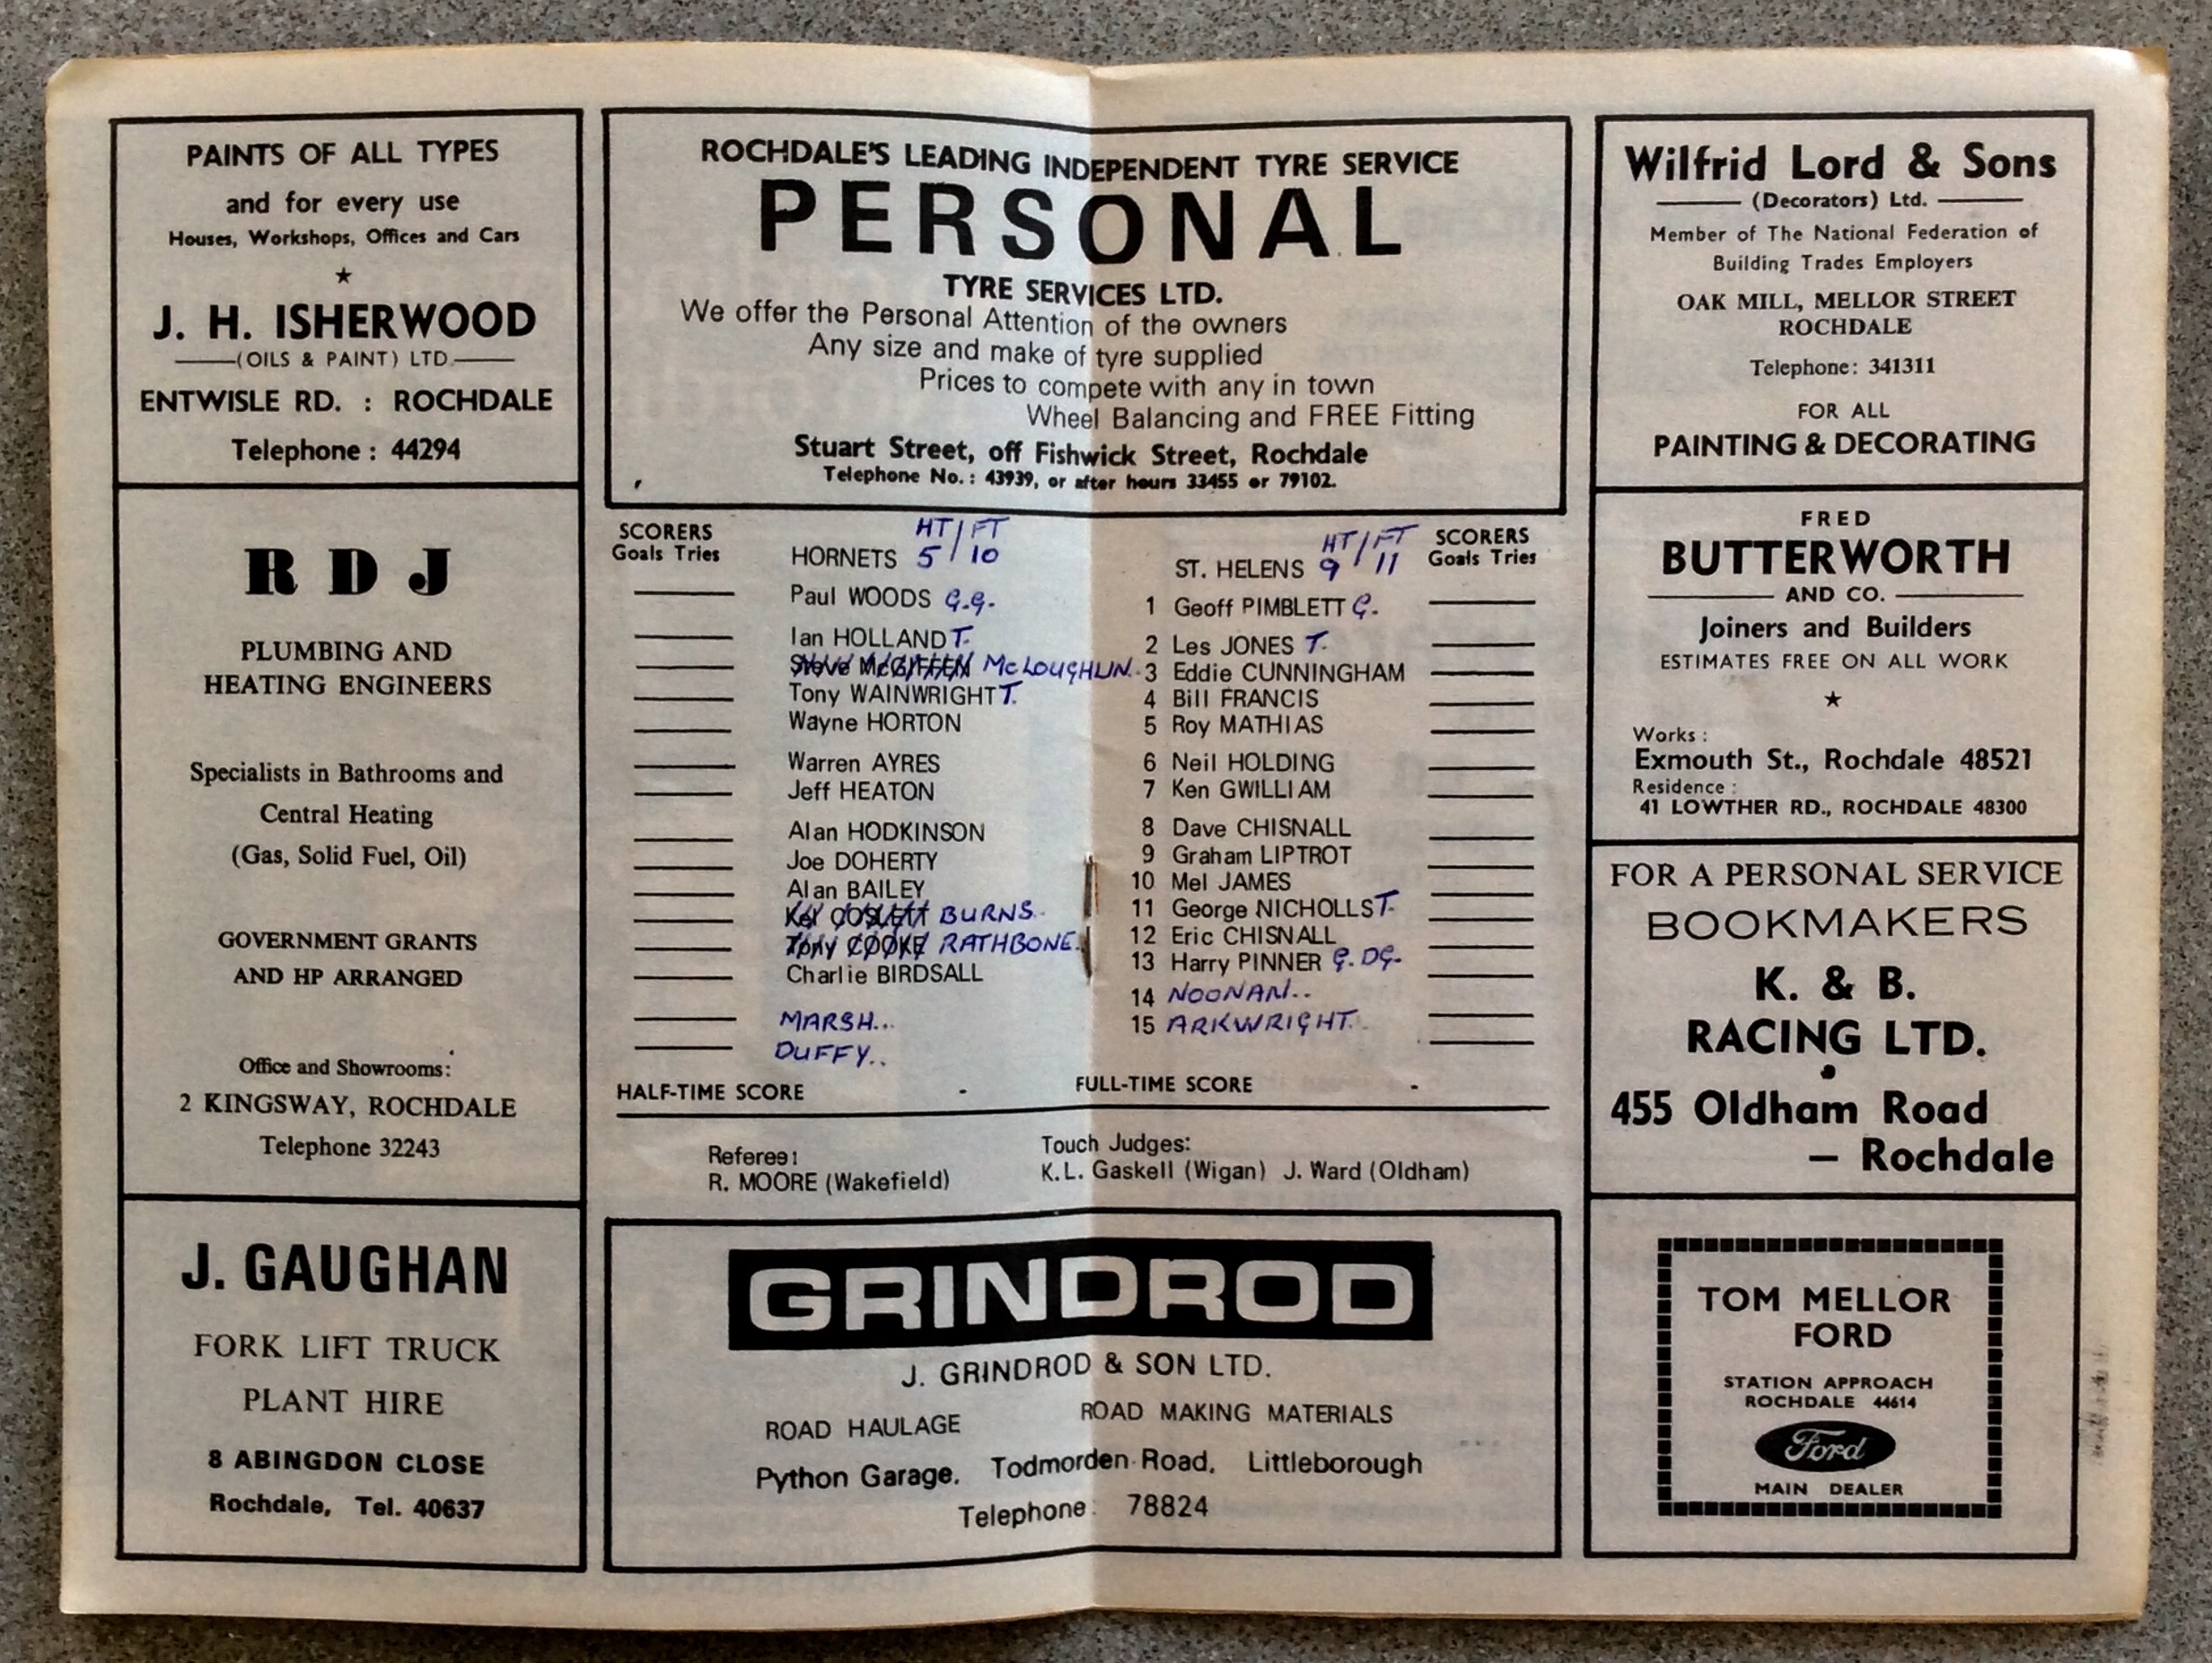 PAINTS OF ALL TYPES
and for every use
Houses, Workshops, Offices and Cars
J. H. ISHERWOOD
(OILS & PAINT) LTD.
ENTWISLE RD. : ROCHDALE
Telephone : 44294
R D J
PLUMBING AND
HEATING ENGINEERS
Specialists in Bathrooms and
Central Heating
(Gas, Solid Fuel, Oil)
GOVERNMENT GRANTS
AND HP ARRANGED
Office and Showrooms:
2 KINGSWAY, ROCHDALE
Telephone 32243
J. GAUGHAN
FORK LIFT TRUCK
PLANT HIRE
8 ABINGDON CLOSE
Rochdale, Tel. 40637
ROCHDALE'S LEADING INDEPENDENT TYRE SERVICE
PERSONAL
TYRE SERVICES LTD.
We offer the Personal Attention of the owners
Any size and make of tyre supplied
Prices to compete with any in town
Wheel Balancing and FREE Fitting
Stuart Street, off Fishwick Street, Rochdale
Telephone No.: 43939, or after hours 33455 or 79102.
SCORERS
Goals Tries
HT/FT
HORNETS 5/10
Paul WOODS G.G.
Ian HOLLAND T.
Steve McGIFFEN McLOUGHLIN.
Tony WAINWRIGHT T.
Wayne HORTON
Warren AYRES
Jeff HEATON
Alan HODKINSON
Joe DOHERTY
Alan BAILEY
Kel COSLETT BURNS.
Tony COOKE RATHBONE.
Charlie BIRDSALL
MARSH...
DUFFY..
HT/FT
ST. HELENS 9/11
SCORERS
Goals Tries
1 Geoff PIMBLETT G.
2 Les JONES T.
3 Eddie CUNNINGHAM
4 Bill FRANCIS
5 Roy MATHIAS
6 Neil HOLDING
7 Ken GWILLIAM
8 Dave CHISNALL
9 Graham LIPTROT
10 Mel JAMES
11 George NICHOLLS T.
12 Eric CHISNALL
13 Harry PINNER G. DG.
14 NOONAN..
15 ARKWRIGHT.
HALF-TIME SCORE -
FULL-TIME SCORE -
Referee:
R. MOORE (Wakefield)
Touch Judges:
K.L. Gaskell (Wigan) J. Ward (Oldham)
GRINDROD
J. GRINDROD & SON LTD.
ROAD HAULAGE ROAD MAKING MATERIALS
Python Garage, Todmorden Road, Littleborough
Telephone: 78824
Wilfrid Lord & Sons
(Decorators) Ltd.
Member of The National Federation of
Building Trades Employers
OAK MILL, MELLOR STREET
ROCHDALE
Telephone: 341311
FOR ALL
PAINTING & DECORATING
FRED
BUTTERWORTH
AND CO.
Joiners and Builders
ESTIMATES FREE ON ALL WORK
Works :
Exmouth St., Rochdale 48521
Residence :
41 LOWTHER RD., ROCHDALE 48300
FOR A PERSONAL SERVICE
BOOKMAKERS
K. & B.
RACING LTD.
455 Oldham Road
— Rochdale
TOM MELLOR
FORD
STATION APPROACH
ROCHDALE 44614
Ford
MAIN DEALER